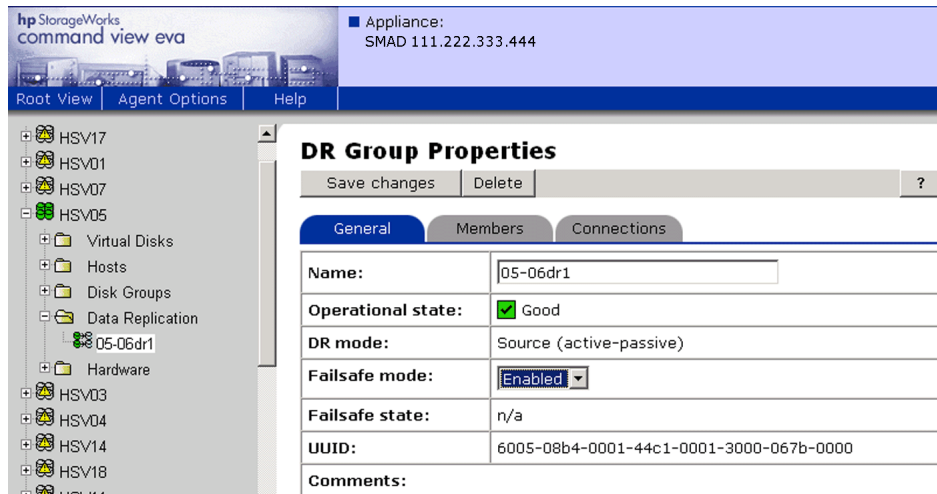 hp StorageWorks
command view eva
Appliance:
SMAD 111.222.333.444
Root View Agent Options Help
HSV17
HSV01
HSV07
HSV05
Virtual Disks
Hosts
Disk Groups
Data Replication
05-06dr1
Hardware
HSV03
HSV04
HSV14
HSV18
DR Group Properties
Save changes Delete ?
General Members Connections
Name: 05-06dr1
Operational state: Good
DR mode: Source (active-passive)
Failsafe mode: Enabled
Failsafe state: n/a
UUID: 6005-08b4-0001-44c1-0001-3000-067b-0000
Comments: